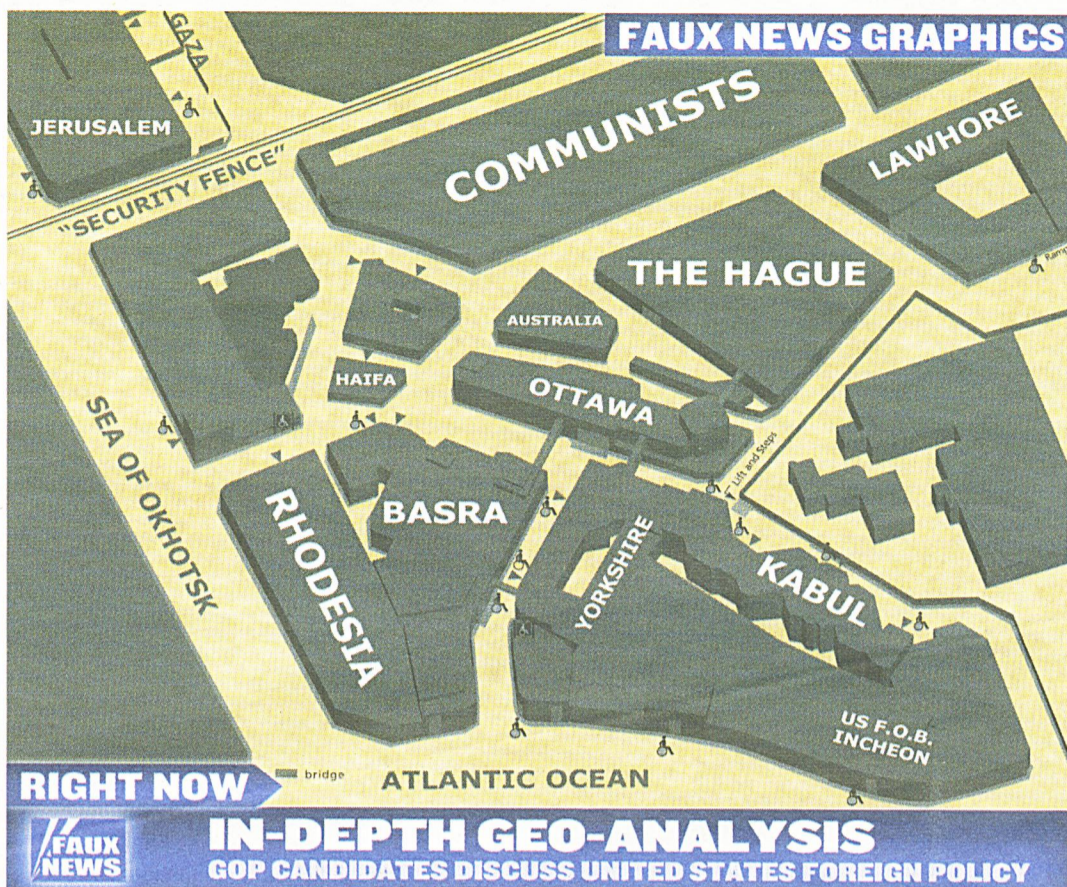 FAUX NEWS GRAPHICS
GAZA
JERUSALEM
COMMUNISTS
LAWHORE
"SECURITY FENCE"
THE HAGUE
Ramp
AUSTRALIA
HAIFA
OTTAWA
SEA OF OKHOTSK
Lift and Steps
RHODESIA
BASRA
YORKSHIRE
KABUL
US F.O.B.
INCHEON
RIGHT NOW
bridge
ATLANTIC OCEAN
FAUX
NEWS
IN-DEPTH GEO-ANALYSIS
GOP CANDIDATES DISCUSS UNITED STATES FOREIGN POLICY